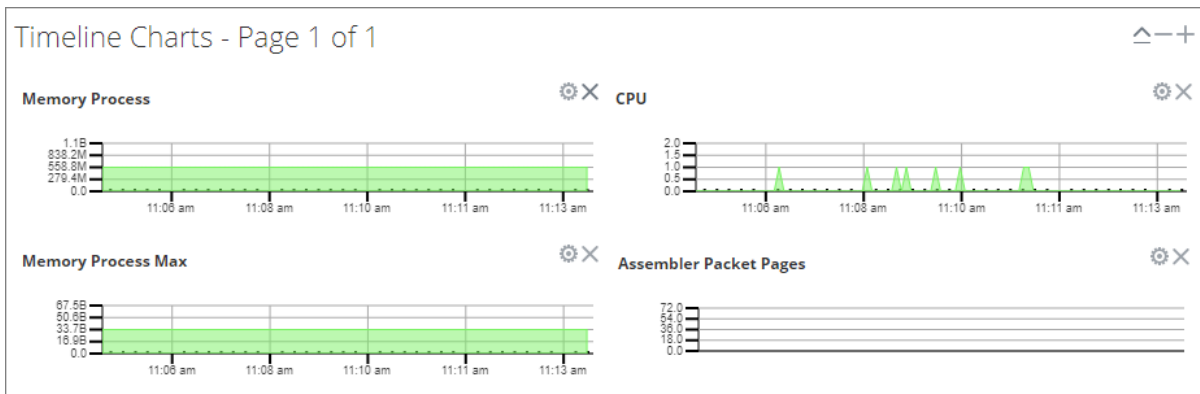 Timeline Charts - Page 1 of 1
Memory Process
1.1B
838.2M
558.8M
279.4M
0.0
11:06 am 11:08 am 11:10 am 11:11 am 11:13 am
CPU
2.0
1.5
1.0
0.5
0.0
11:06 am 11:08 am 11:10 am 11:11 am 11:13 am
Memory Process Max
67.5B
50.6B
33.7B
16.9B
0.0
11:06 am 11:08 am 11:10 am 11:11 am 11:13 am
Assembler Packet Pages
72.0
54.0
36.0
18.0
0.0